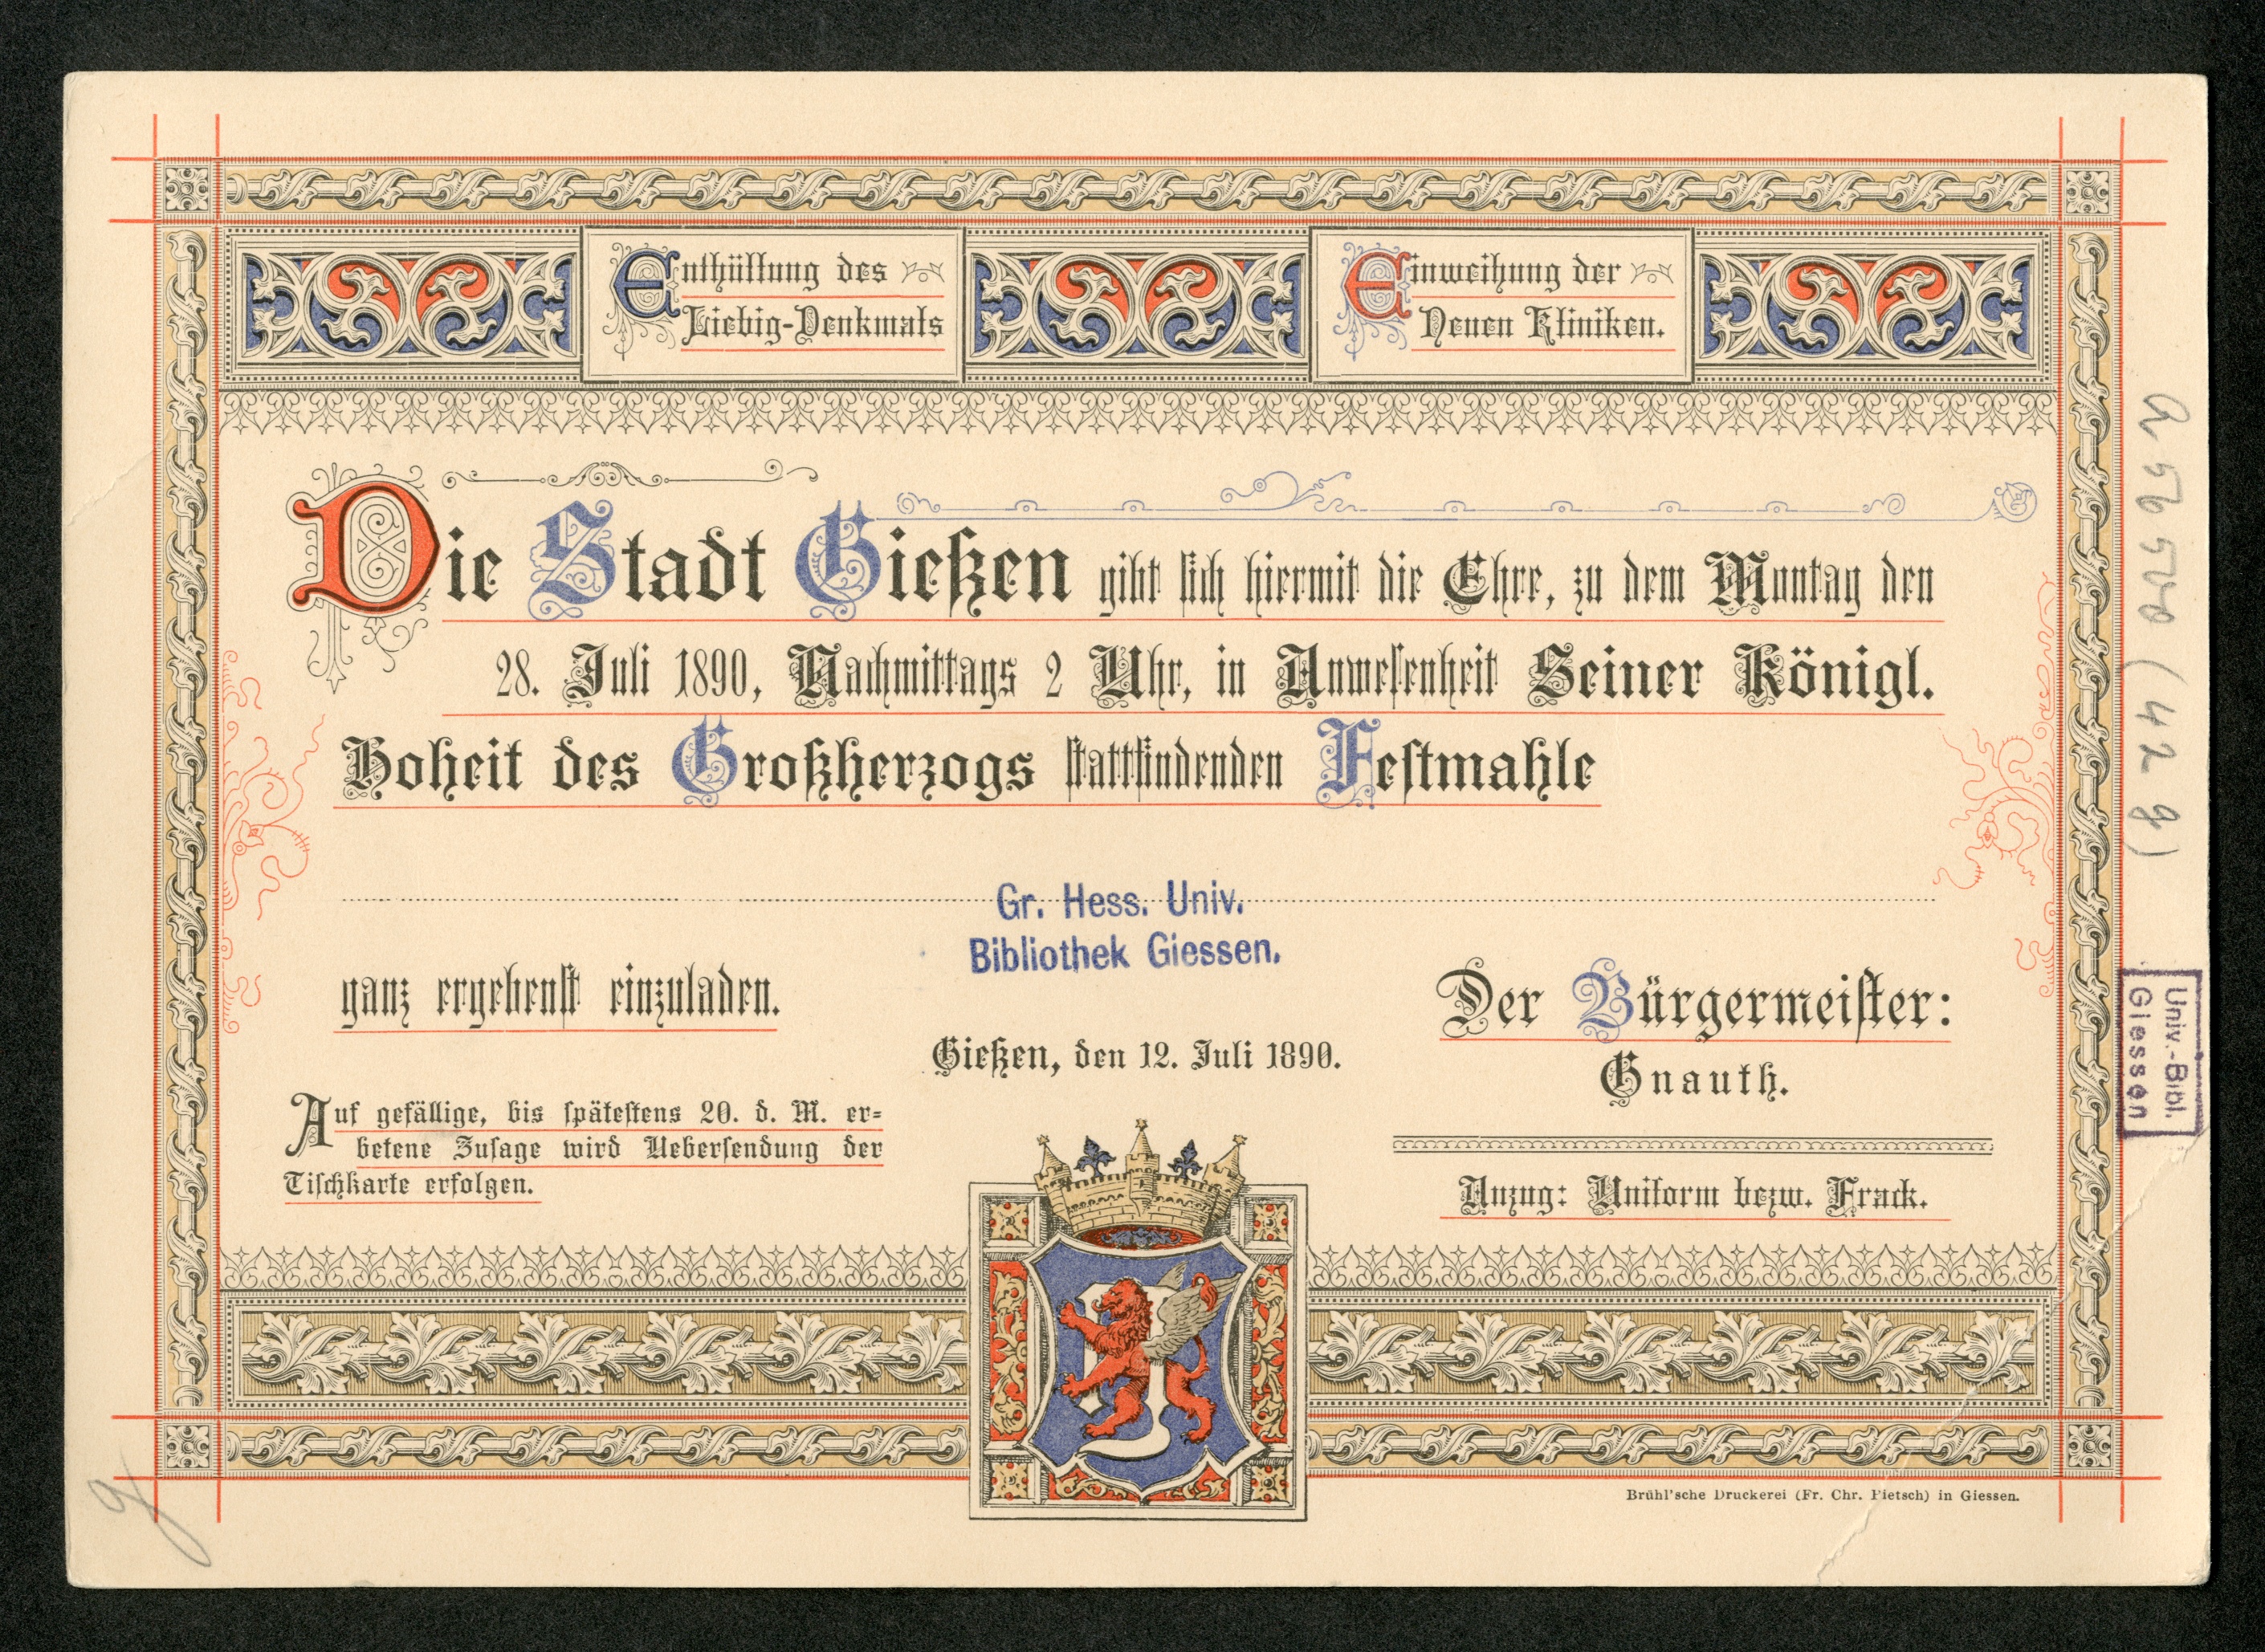 Enthüllung des
Liebig-Denkmals
Einweihung der
Neuen Kliniken.
Die Stadt Gießen gibt sich hiermit die Ehre, zu dem Montag den
28. Juli 1890, Nachmittags 2 Uhr, in Anwesenheit Seiner Königl.
Hoheit des Großherzogs stattfindenden Festmahle
Gr. Hess. Univ.
Bibliothek Giessen.
ganz ergebenst einzuladen.
Gießen, den 12. Juli 1890.
Der Bürgermeister:
Gnauth.
Auf gefällige, bis spätestens 20. d. M. er=
betene Zusage wird Uebersendung der
Tischkarte erfolgen.
Anzug: Uniform bezw. Frack.
Brühl'sche Druckerei (Fr. Chr. Pietsch) in Giessen.
Univ.-Bibl.
Giessen
(42 g)
g